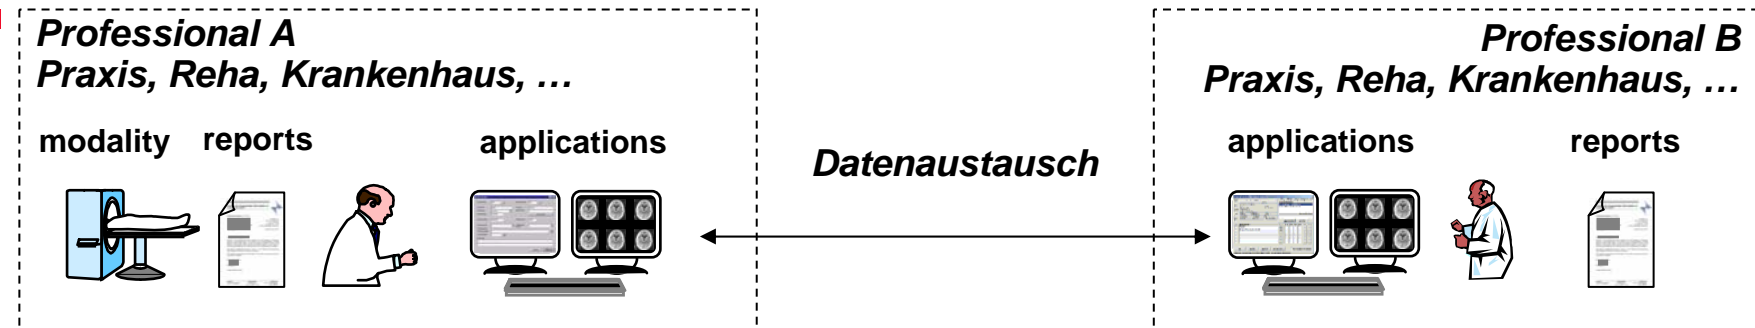 Professional A
Praxis, Reha, Krankenhaus, …
modality
reports
applications
Datenaustausch
Professional B
Praxis, Reha, Krankenhaus, …
applications
reports